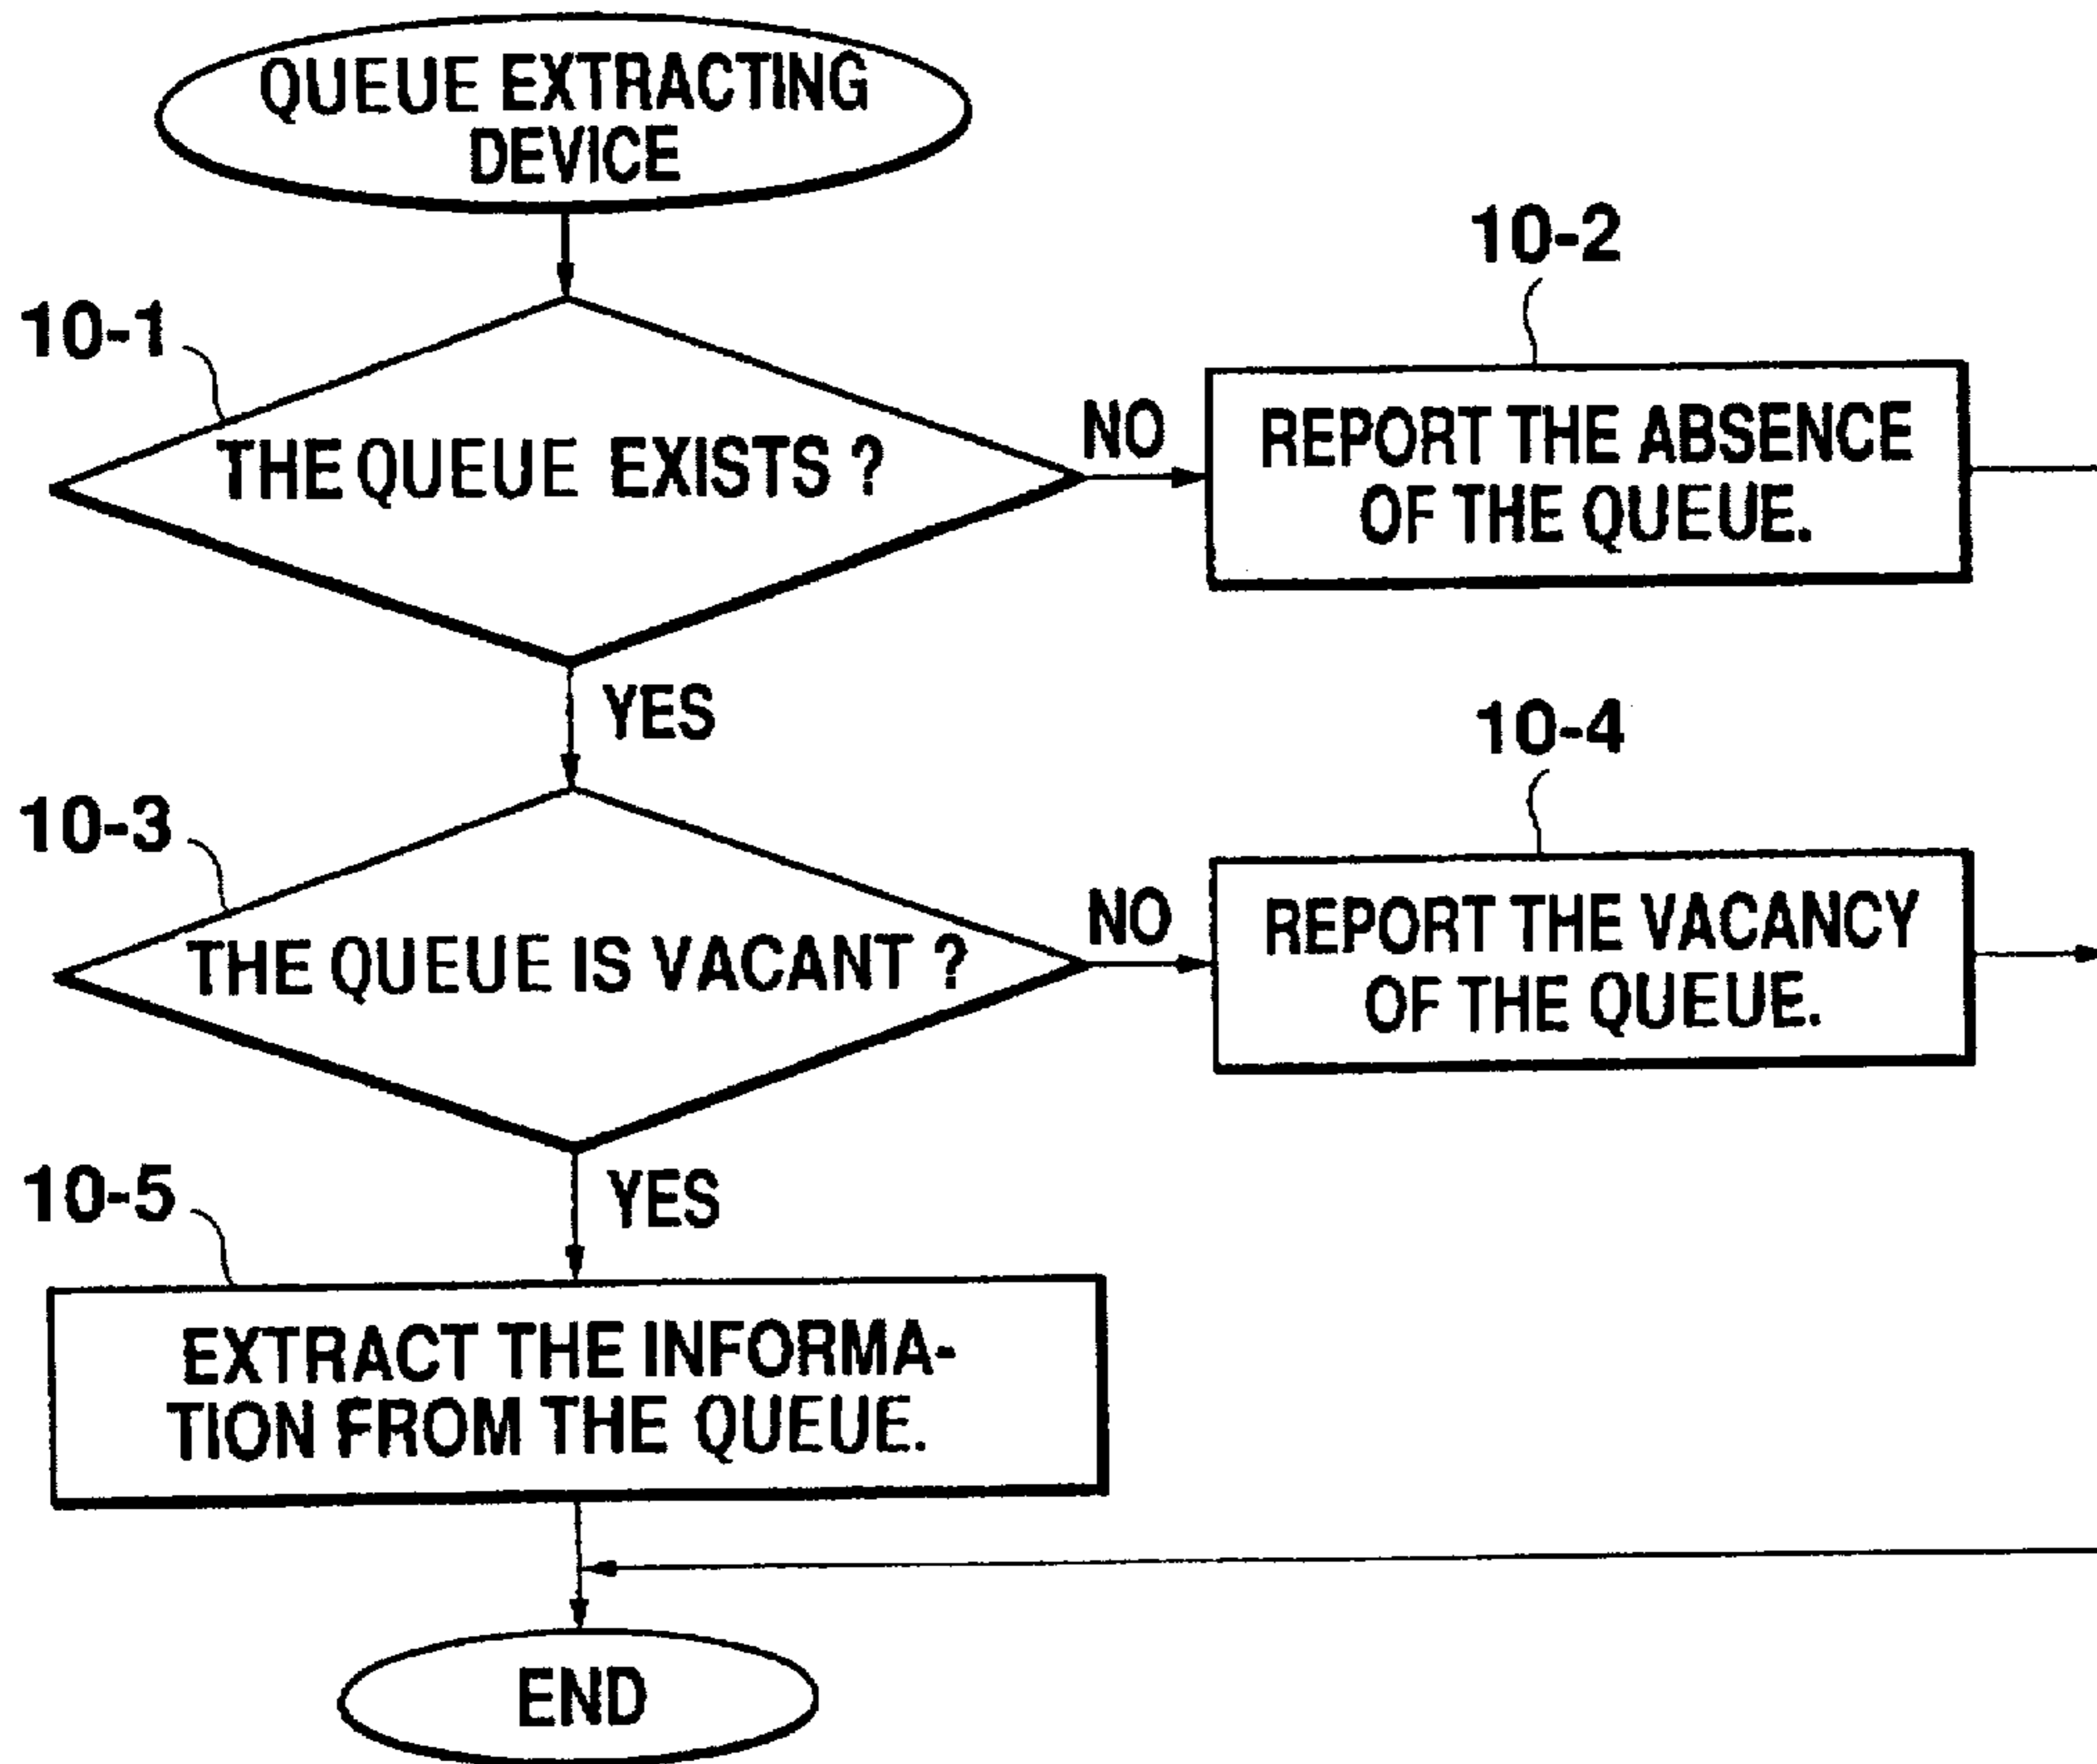 QUEUE EXTRACTING
DEVICE
10-1
THE QUEUE EXISTS ?
NO
10-2
REPORT THE ABSENCE
OF THE QUEUE.
YES
10-3
THE QUEUE IS VACANT ?
NO
10-4
REPORT THE VACANCY
OF THE QUEUE.
YES
10-5
EXTRACT THE INFORMA-
TION FROM THE QUEUE.
END